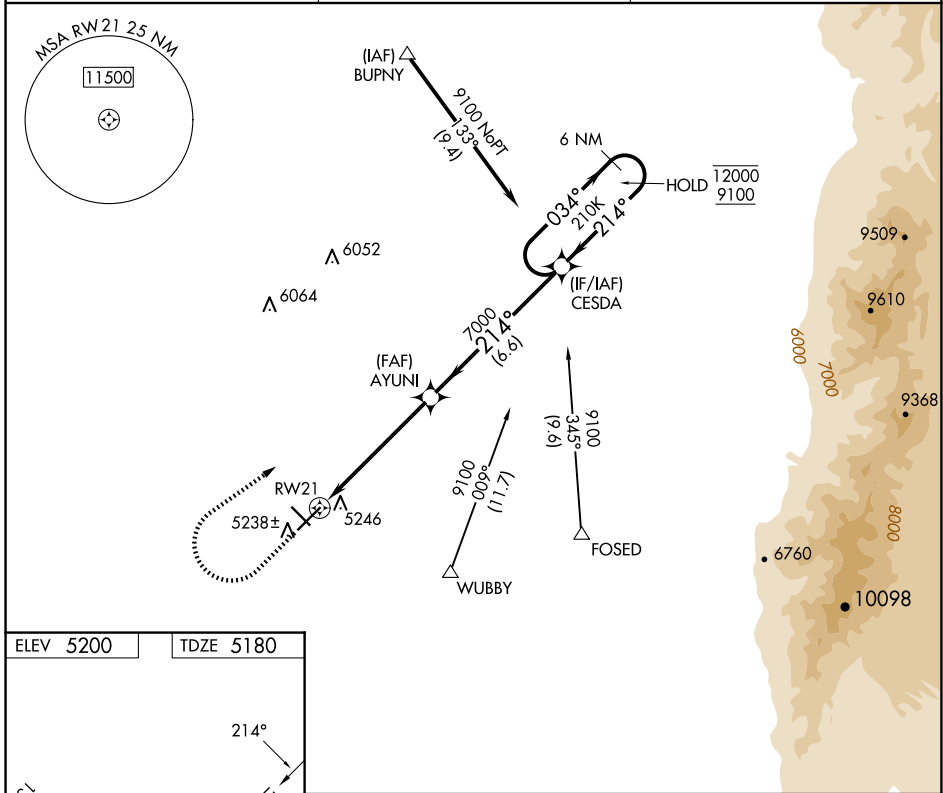 MSA RW21 25 NM
11500
(IAF)
BUPNY
9100 NoPT
133°
(9.4)
6 NM
HOLD
12000
9100
034°
210K
214°
(IF/IAF)
CESDA
6052
6064
7000
214°
(6.6)
(FAF)
AYUNI
9509
9610
6000
7000
9368
9100
345°
(9.6)
9100
009°
(11.7)
RW21
5246
5238±
FOSED
WUBBY
8000
6760
10098
ELEV 5200
TDZE 5180
214°